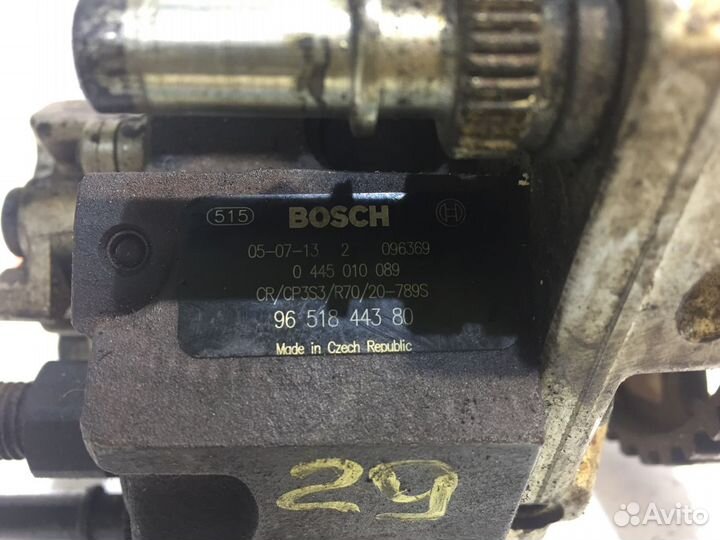 515 BOSCH
05-07-13 2 096369
0 445 010 089
CR/CP3S3/R70/20-789S
96 518 443 80
Made in Czech Republic
29
Avito